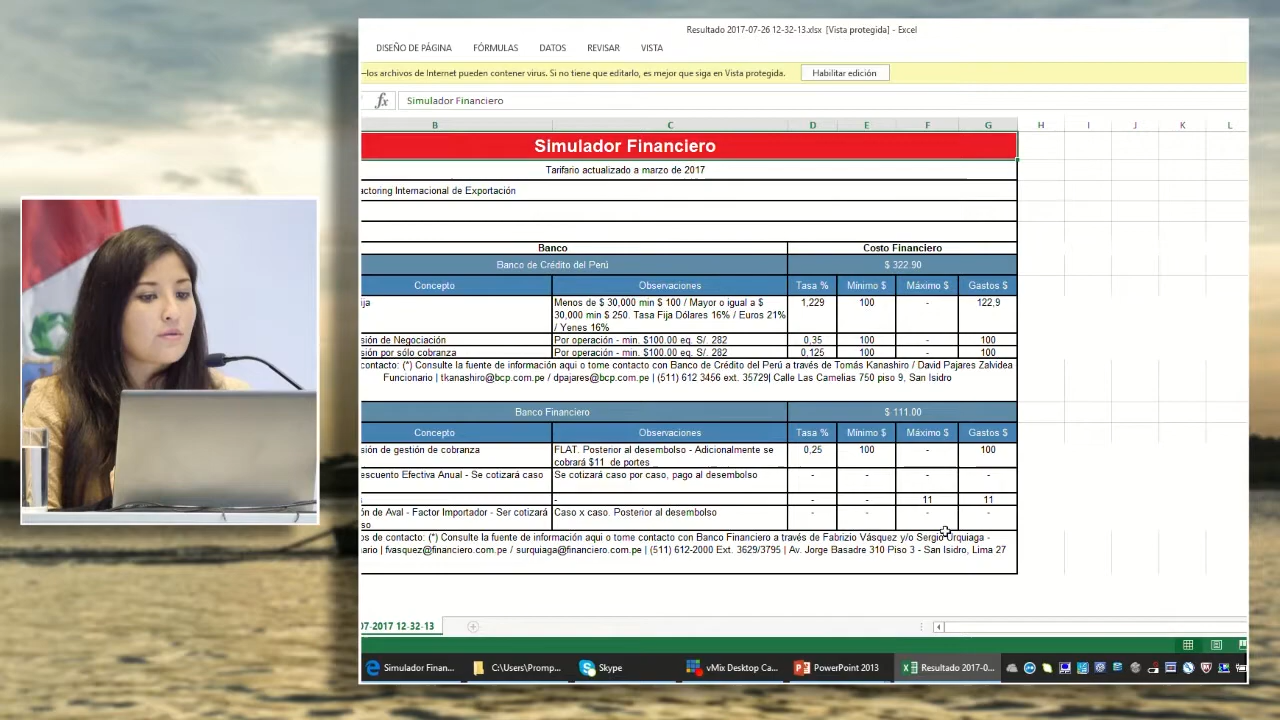 Resultado 2017-07-26 12-32-13.xlsx [Vista protegida] - Excel
DISEÑO DE PÁGINA FÓRMULAS DATOS REVISAR VISTA
los archivos de Internet pueden contener virus. Si no tiene que editarlo, es mejor que siga en Vista protegida. Habilitar edición
fx Simulador Financiero
B C D E F G H I J K L
Simulador Financiero
Tarifario actualizado a marzo de 2017
actoring Internacional de Exportación
Banco Costo Financiero
Banco de Crédito del Perú $ 322.90
Concepto Observaciones Tasa % Mínimo $ Máximo $ Gastos $
ija Menos de $ 30,000 min $ 100 / Mayor o igual a $ 1,229 100 - 122,9
30,000 min $ 250. Tasa Fija Dólares 16% / Euros 21%
/ Yenes 16%
sión de Negociación Por operación - min. $100.00 eq. S/. 282 0,35 100 - 100
sión por sólo cobranza Por operación - min. $100.00 eq. S/. 282 0,125 100 - 100
contacto: (*) Consulte la fuente de información aqui o tome contacto con Banco de Crédito del Perú a través de Tomás Kanashiro / David Pajares Zalvidea
Funcionario | tkanashiro@bcp.com.pe / dpajares@bcp.com.pe | (511) 612 3456 ext. 35729| Calle Las Camelias 750 piso 9, San Isidro
Banco Financiero $ 111.00
Concepto Observaciones Tasa % Mínimo $ Máximo $ Gastos $
sión de gestión de cobranza FLAT. Posterior al desembolso - Adicionalmente se 0,25 100 - 100
cobrará $11 de portes
escuento Efectiva Anual - Se cotizará caso Se cotizará caso por caso, pago al desembolso - - - -
- - - 11 11
ón de Aval - Factor Importador - Ser cotizará Caso x caso. Posterior al desembolso - - - -
so
os de contacto: (*) Consulte la fuente de información aqui o tome contacto con Banco Financiero a través de Fabrizio Vásquez y/o Sergio Urquiaga -
nario | fvasquez@financiero.com.pe / surquiaga@financiero.com.pe | (511) 612-2000 Ext. 3629/3795 | Av. Jorge Basadre 310 Piso 3 - San Isidro, Lima 27
07-2017 12-32-13
Simulador Finan... C:\Users\Promp... Skype vMix Desktop Ca... PowerPoint 2013 Resultado 2017-0...